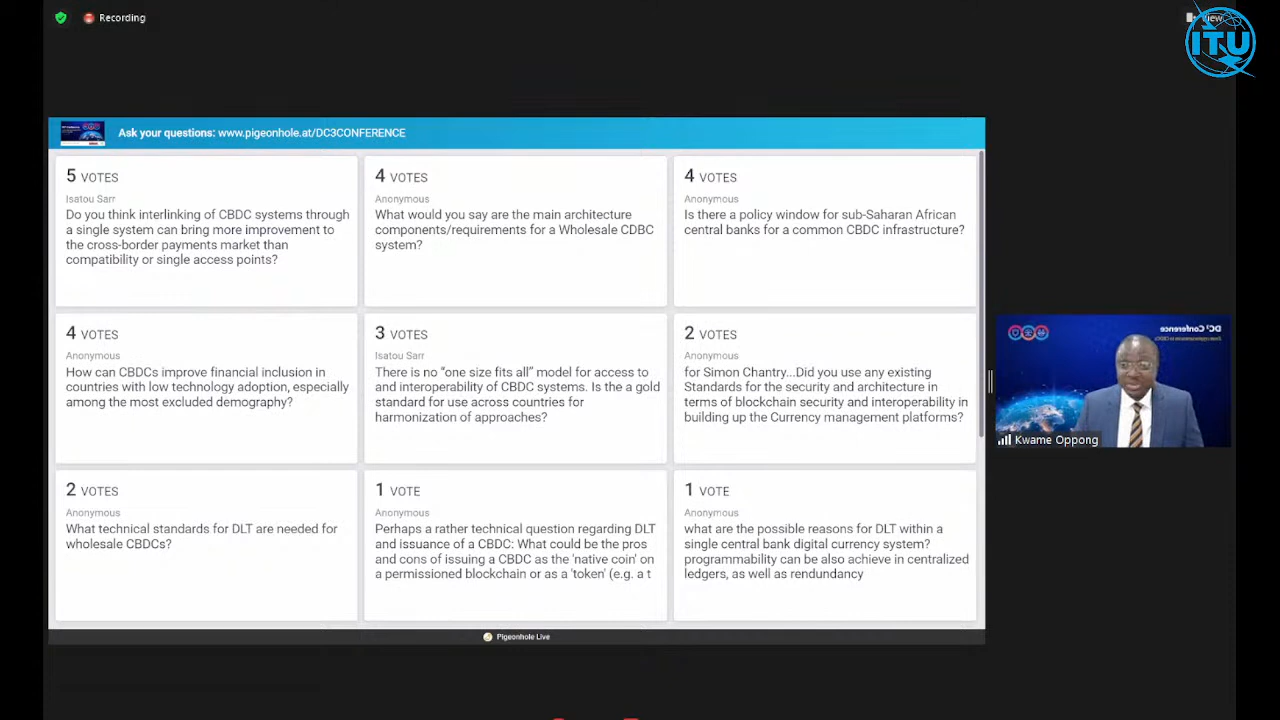 Recording
View
ITU
Ask your questions: www.pigeonhole.at/DC3CONFERENCE
5 VOTES
Isatou Sarr
Do you think interlinking of CBDC systems through
a single system can bring more improvement to
the cross-border payments market than
compatibility or single access points?
4 VOTES
Anonymous
What would you say are the main architecture
components/requirements for a Wholesale CDBC
system?
4 VOTES
Anonymous
Is there a policy window for sub-Saharan African
central banks for a common CBDC infrastructure?
4 VOTES
Anonymous
How can CBDCs improve financial inclusion in
countries with low technology adoption, especially
among the most excluded demography?
3 VOTES
Isatou Sarr
There is no “one size fits all” model for access to
and interoperability of CBDC systems. Is the a gold
standard for use across countries for
harmonization of approaches?
2 VOTES
Anonymous
for Simon Chantry...Did you use any existing
Standards for the security and architecture in
terms of blockchain security and interoperability in
building up the Currency management platforms?
2 VOTES
Anonymous
What technical standards for DLT are needed for
wholesale CBDCs?
1 VOTE
Anonymous
Perhaps a rather technical question regarding DLT
and issuance of a CBDC: What could be the pros
and cons of issuing a CBDC as the 'native coin' on
a permissioned blockchain or as a 'token' (e.g. a t
1 VOTE
Anonymous
what are the possible reasons for DLT within a
single central bank digital currency system?
programmability can be also achieve in centralized
ledgers, as well as rendundancy
DC³ Conference
Kwame Oppong
Pigeonhole Live